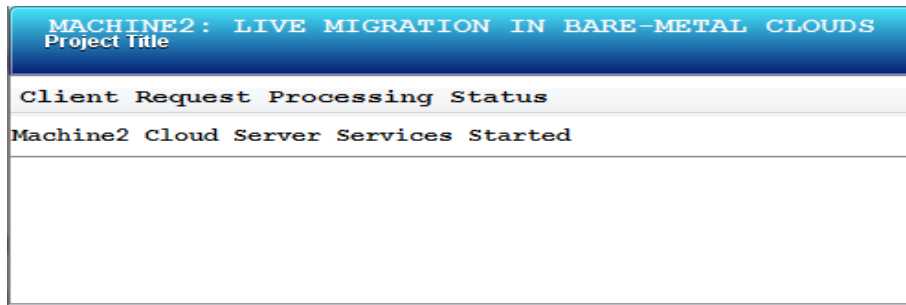 MACHINE2: LIVE MIGRATION IN BARE-METAL CLOUDS
Project Title
Client Request Processing Status
Machine2 Cloud Server Services Started